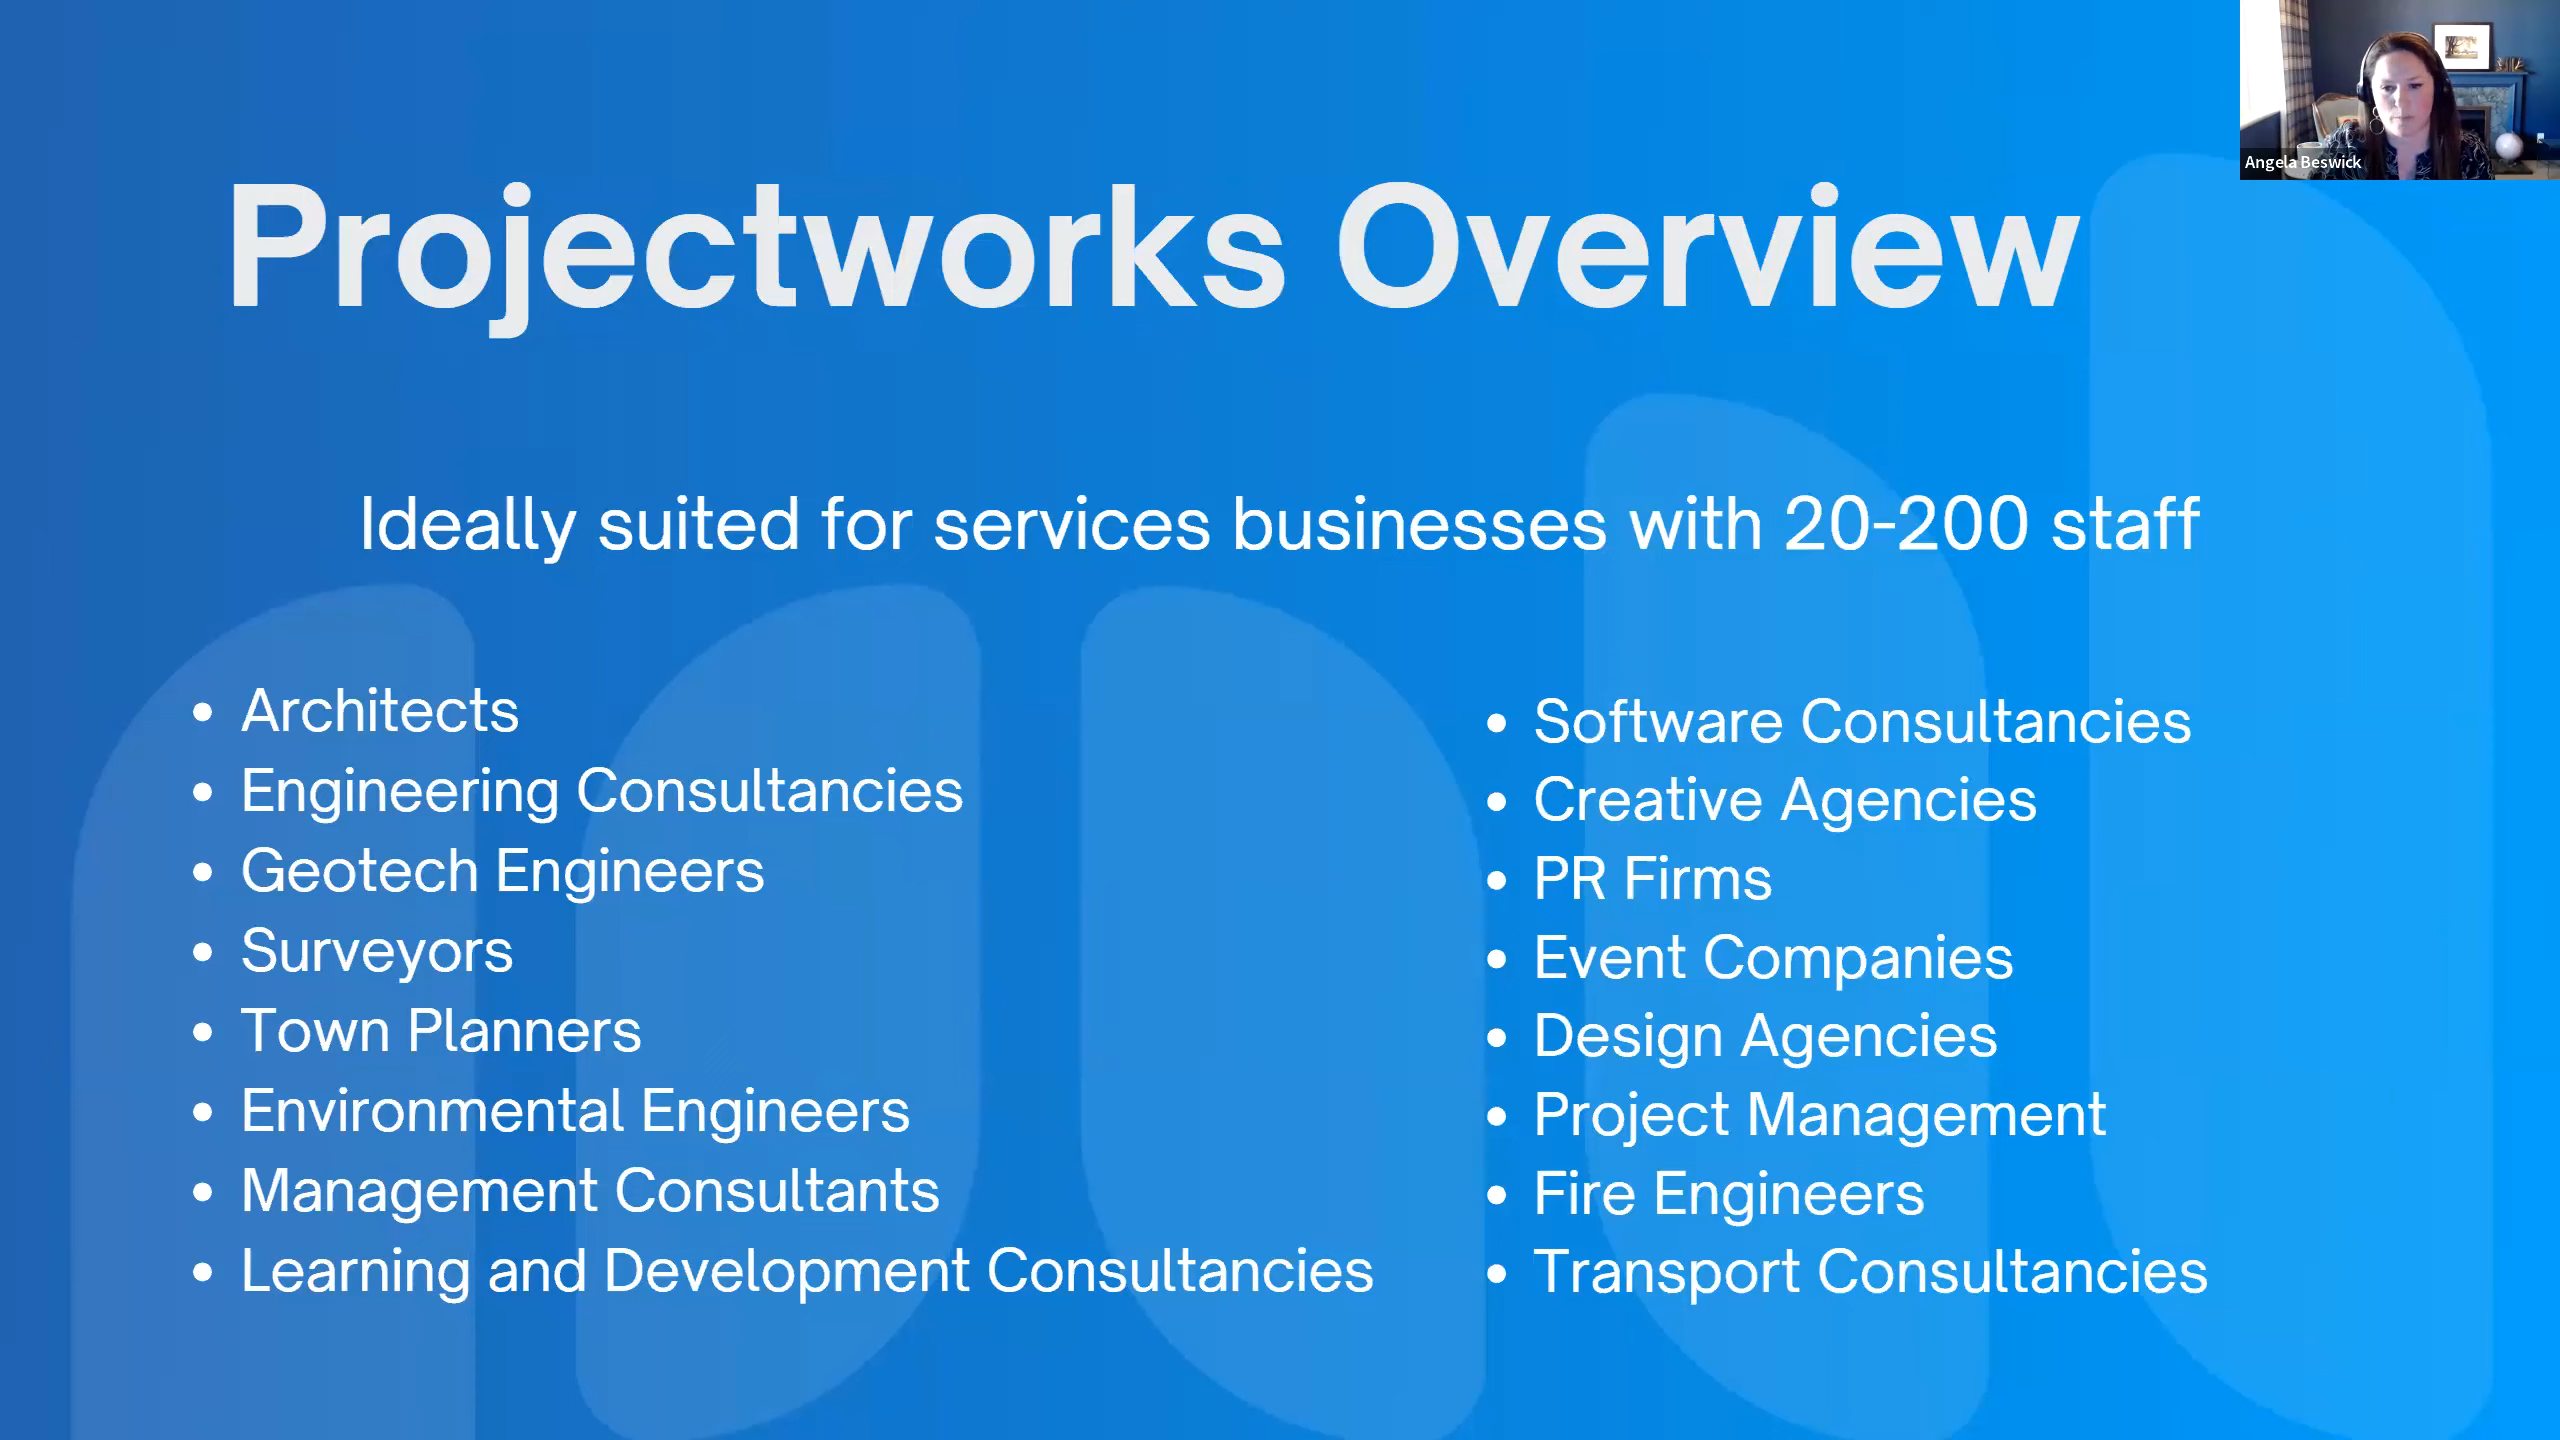 Angela Beswick
Projectworks Overview
Ideally suited for services businesses with 20-200 staff
• Architects
• Engineering Consultancies
• Geotech Engineers
• Surveyors
• Town Planners
• Environmental Engineers
• Management Consultants
• Learning and Development Consultancies
• Software Consultancies
• Creative Agencies
• PR Firms
• Event Companies
• Design Agencies
• Project Management
• Fire Engineers
• Transport Consultancies